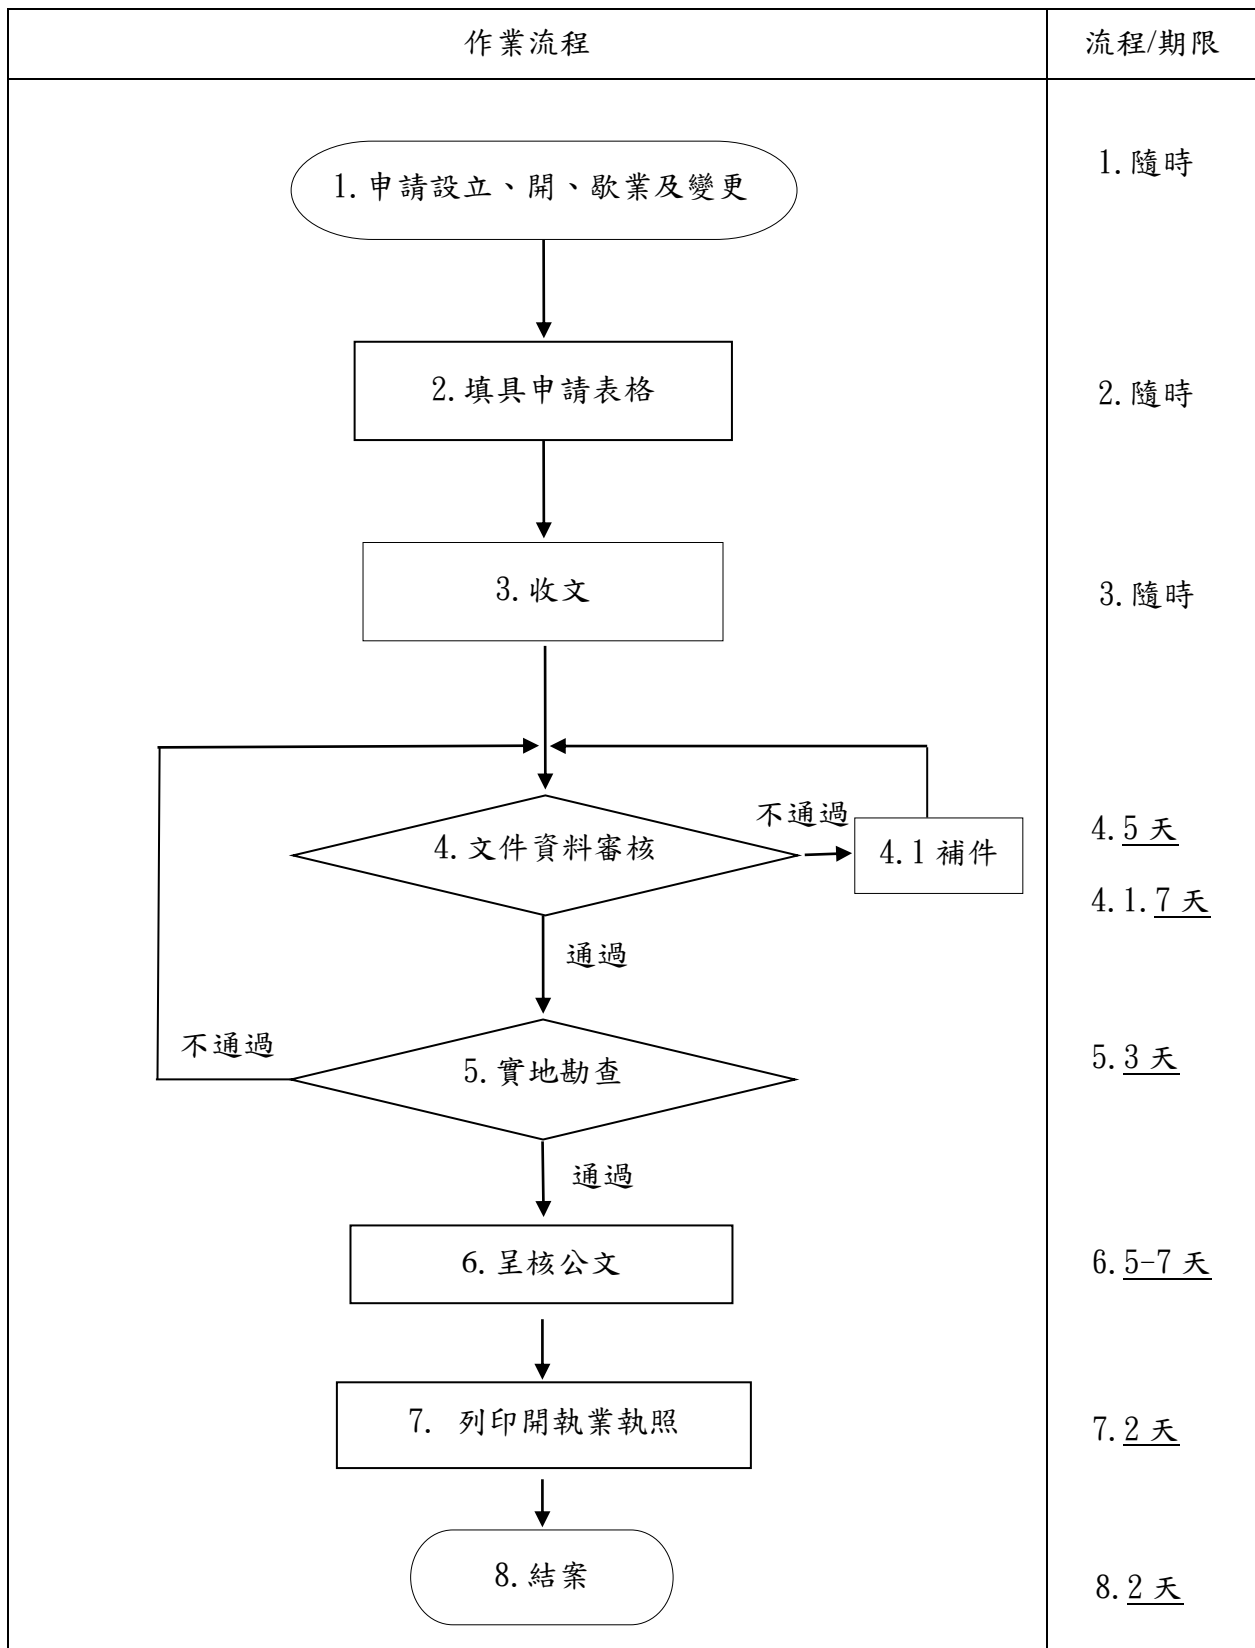 作業流程
流程/期限
1.申請設立、開、歇業及變更
1.隨時
2.填具申請表格
2.隨時
3.收文
3.隨時
不通過
4.文件資料審核
4.1 補件
4.5 天
4.1.7 天
通過
不通過
5.實地勘查
5.3 天
通過
6.呈核公文
6.5-7 天
7. 列印開執業執照
7.2 天
8.結案
8.2 天